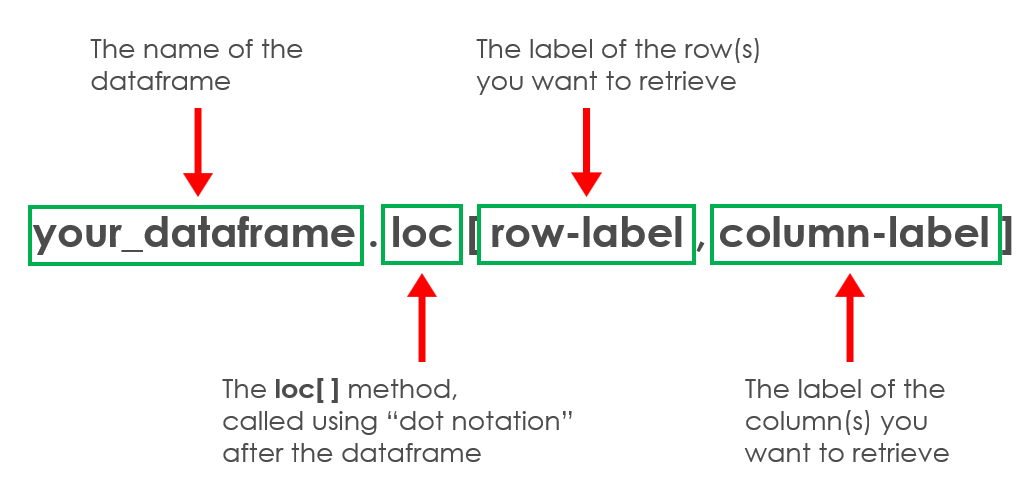 The name of the
dataframe
The label of the row(s)
you want to retrieve
your_dataframe.loc[row-label, column-label]
The loc[ ] method,
called using “dot notation”
after the dataframe
The label of the
column(s) you
want to retrieve